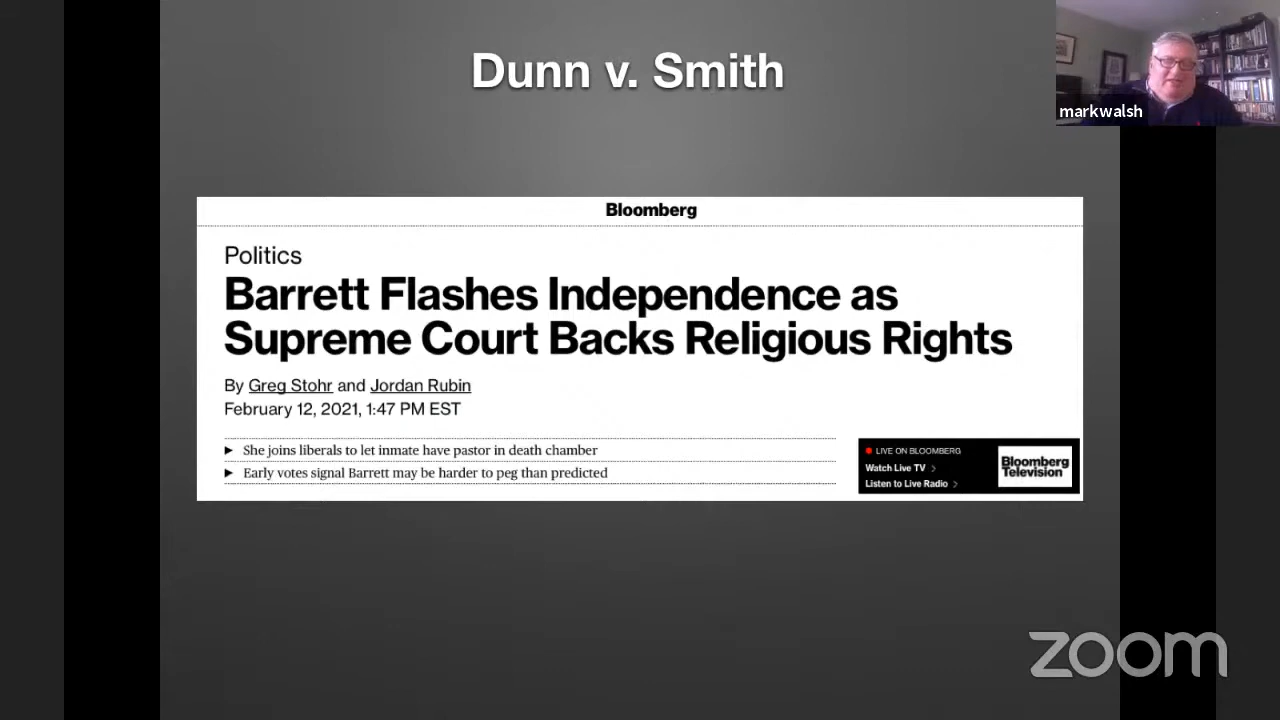 Dunn v. Smith
markwalsh
Bloomberg
Politics
Barrett Flashes Independence as
Supreme Court Backs Religious Rights
By Greg Stohr and Jordan Rubin
February 12, 2021, 1:47 PM EST
► She joins liberals to let inmate have pastor in death chamber
► Early votes signal Barrett may be harder to peg than predicted
LIVE ON BLOOMBERG
Watch Live TV >
Listen to Live Radio >
Bloomberg
Television
zoom